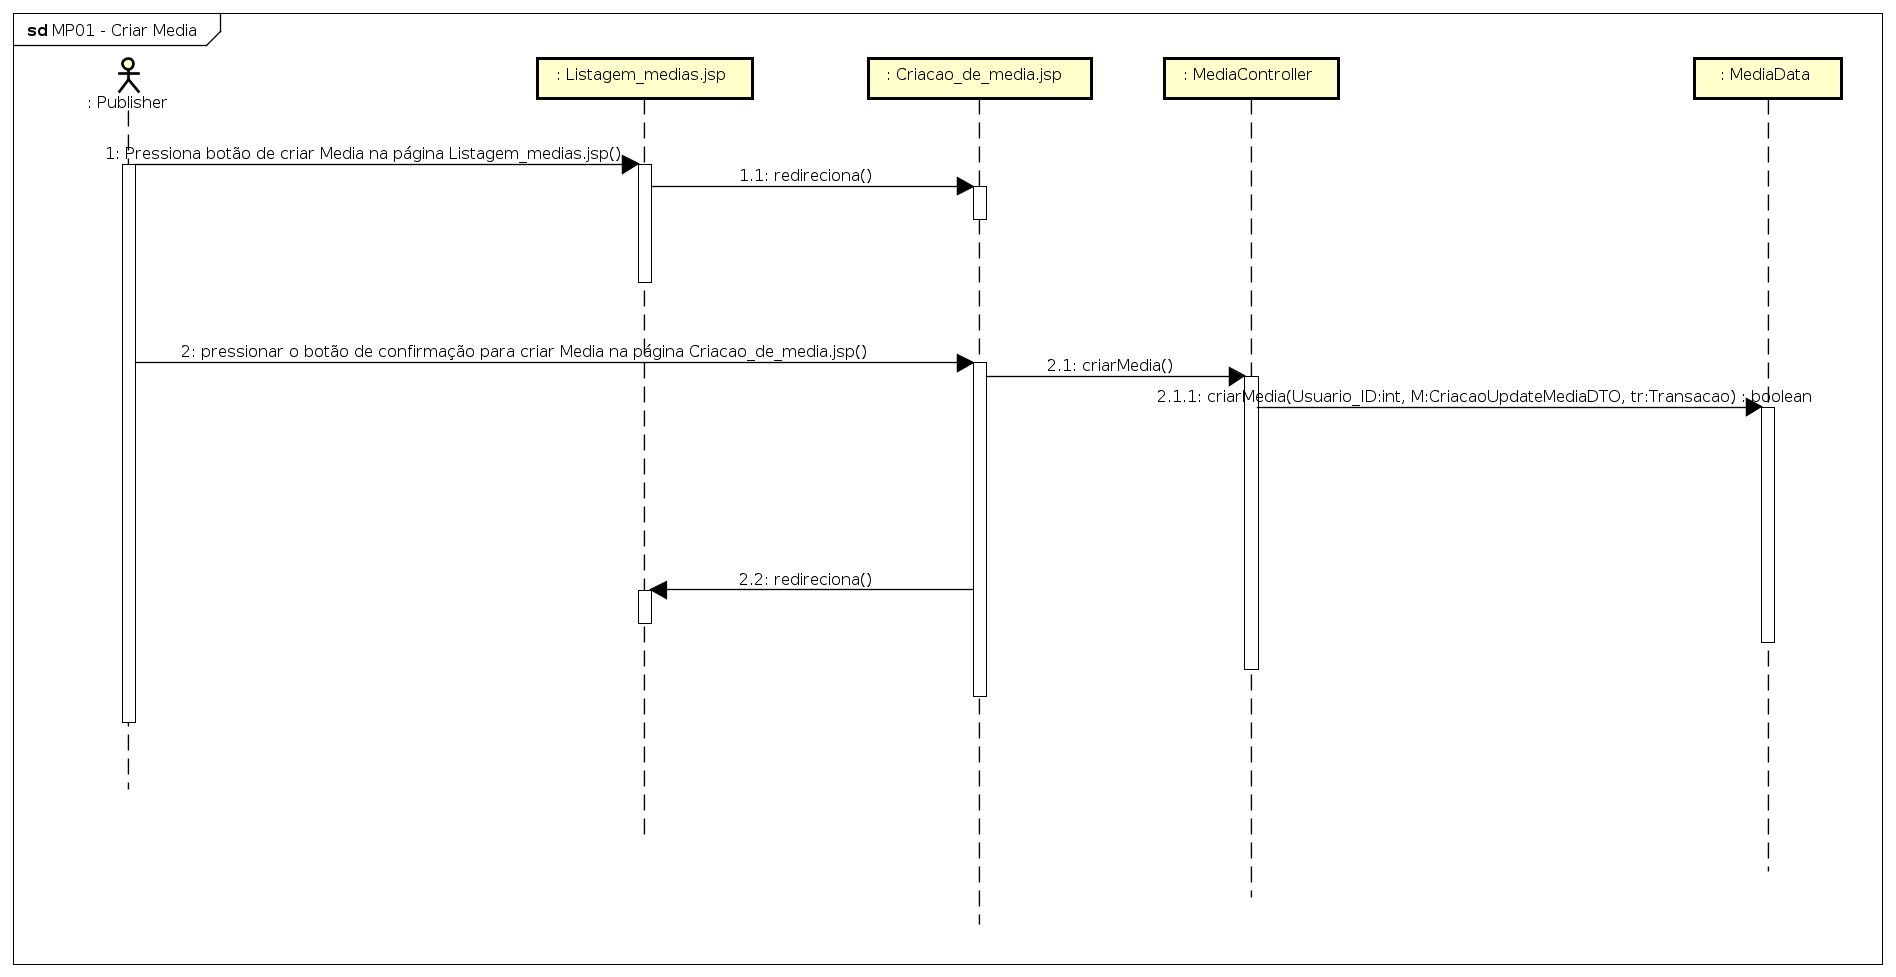 sd MP01 - Criar Media
: Publisher
: Listagem_medias.jsp
: Criacao_de_media.jsp
: MediaController
: MediaData
1: Pressiona botão de criar Media na página Listagem_medias.jsp()
1.1: redireciona()
2: pressionar o botão de confirmação para criar Media na página Criacao_de_media.jsp()
2.1: criarMedia()
2.1.1: criarMedia(Usuario_ID:int, M:CriacaoUpdateMediaDTO, tr:Transacao) : boolean
2.2: redireciona()